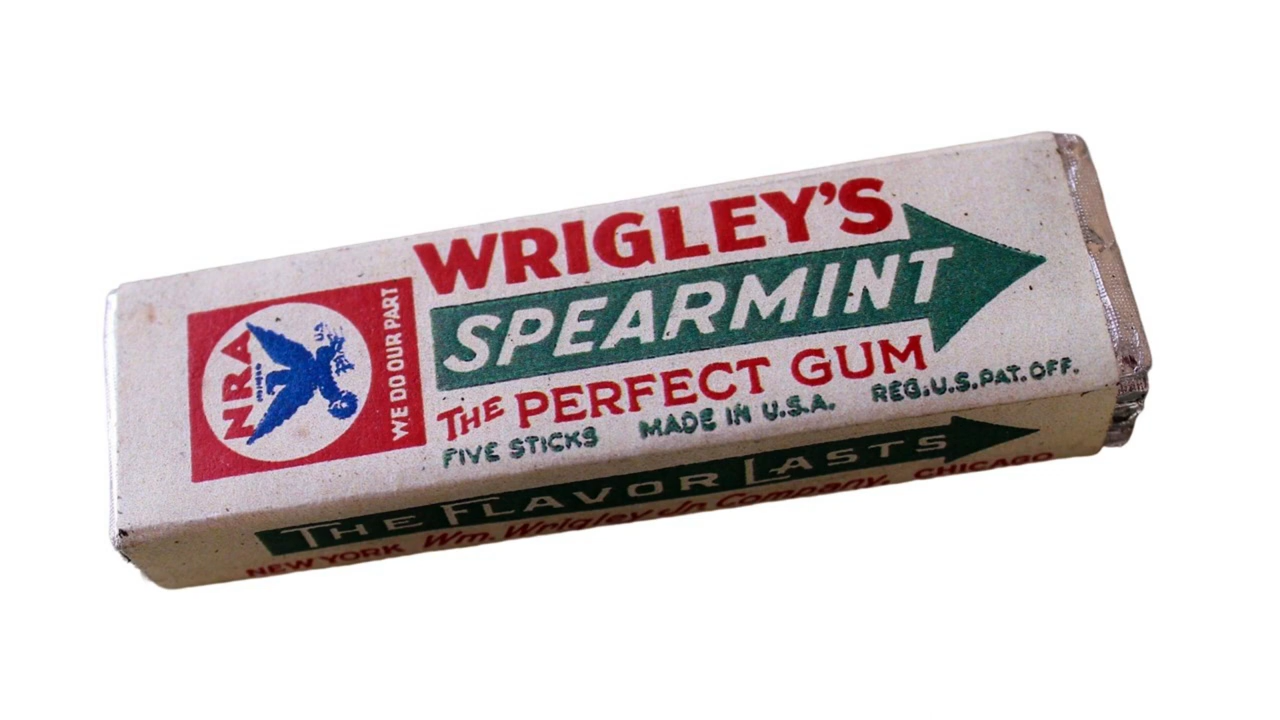 NRA
U.S.
WE DO OUR PART
WRIGLEY'S
SPEARMINT
THE PERFECT GUM
FIVE STICKS MADE IN U.S.A. REG.U.S.PAT.OFF.
THE FLAVOR LASTS
NEW YORK Wm. Wrigley Jr. Company, CHICAGO